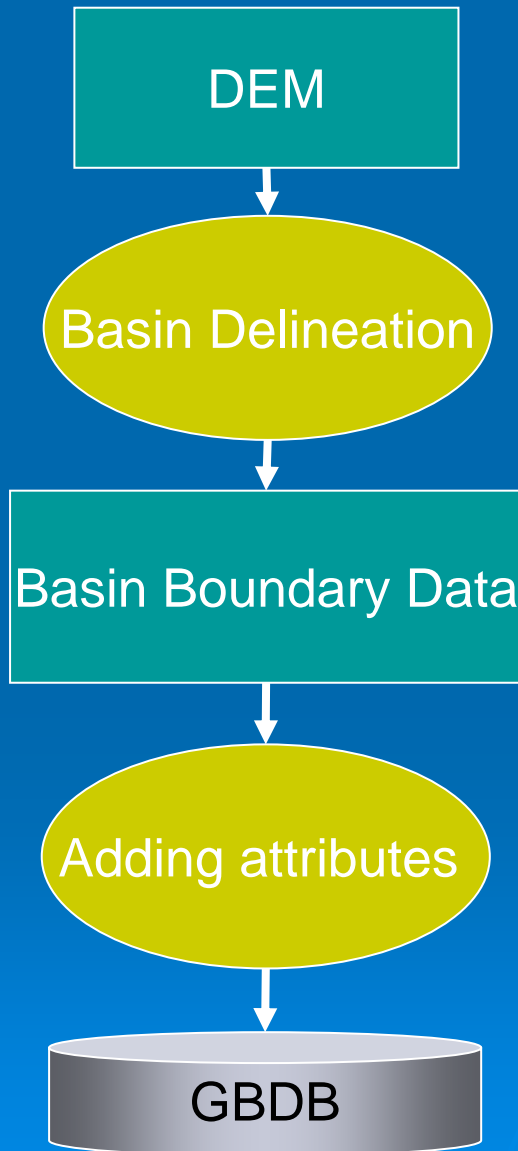 DEM
Basin Delineation
Basin Boundary Data
Adding attributes
GBDB